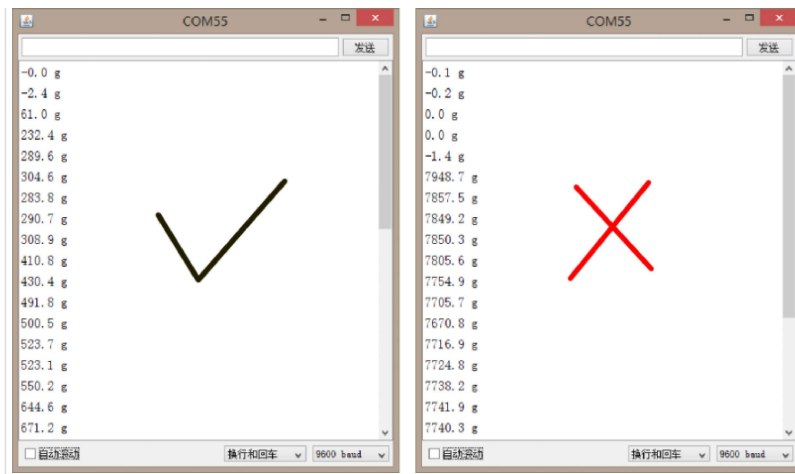 COM55
发送
-0.0 g
-2.4 g
61.0 g
232.4 g
289.6 g
304.6 g
283.8 g
290.7 g
308.9 g
410.8 g
430.4 g
491.8 g
500.5 g
523.7 g
523.1 g
550.2 g
644.6 g
671.2 g
自动滚动
换行和回车
9600 baud
COM55
发送
-0.1 g
-0.2 g
0.0 g
0.0 g
-1.4 g
7948.7 g
7857.5 g
7849.2 g
7850.3 g
7805.6 g
7754.9 g
7705.7 g
7670.8 g
7716.9 g
7724.8 g
7738.2 g
7741.9 g
7740.3 g
自动滚动
换行和回车
9600 baud